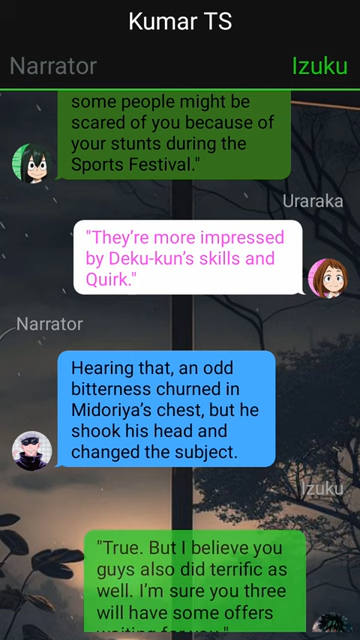 Kumar TS
Narrator
Izuku
some people might be
scared of you because of
your stunts during the
Sports Festival."
Uraraka
"They're more impressed
by Deku-kun's skills and
Quirk."
Narrator
Hearing that, an odd
bitterness churned in
Midoriya's chest, but he
shook his head and
changed the subject.
Izuku
"True. But I believe you
guys also did terrific as
well. I'm sure you three
will have some offers
waiting for you."